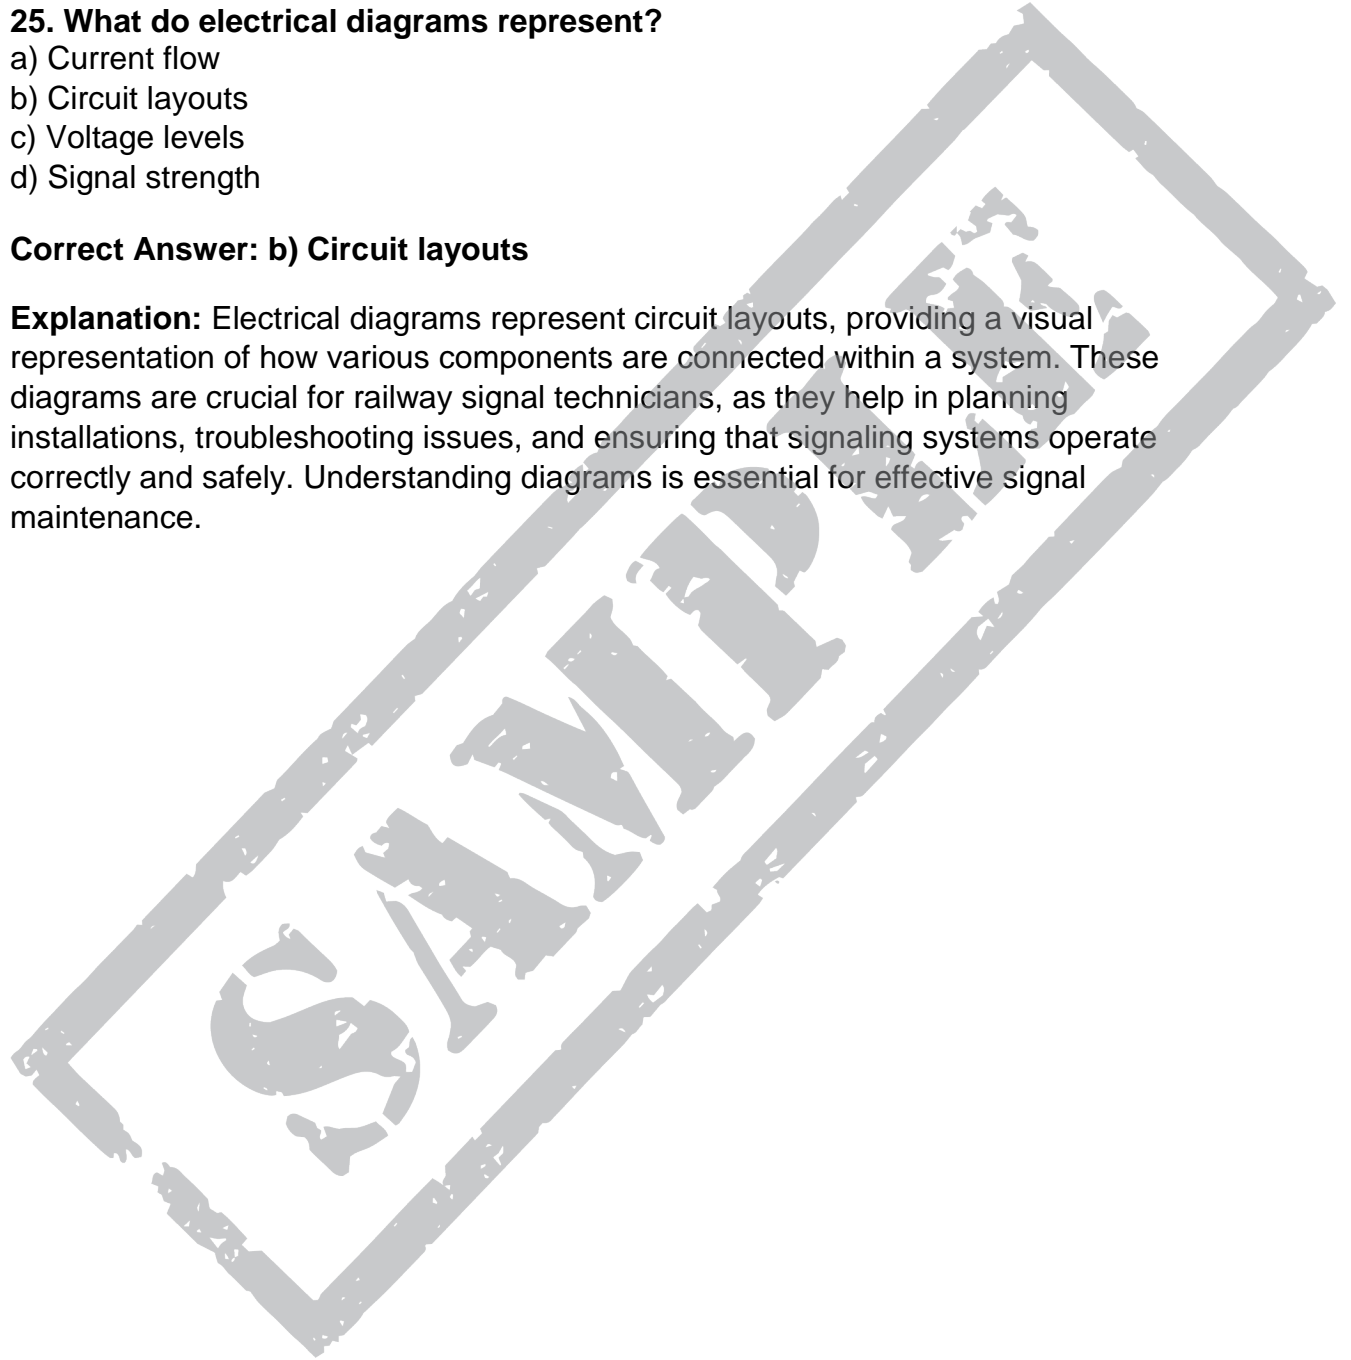 25. What do electrical diagrams represent?
a) Current flow
b) Circuit layouts
c) Voltage levels
d) Signal strength
Correct Answer: b) Circuit layouts
Explanation: Electrical diagrams represent circuit layouts, providing a visual
representation of how various components are connected within a system. These
diagrams are crucial for railway signal technicians, as they help in planning
installations, troubleshooting issues, and ensuring that signaling systems operate
correctly and safely. Understanding diagrams is essential for effective signal
maintenance.
SAMPLE